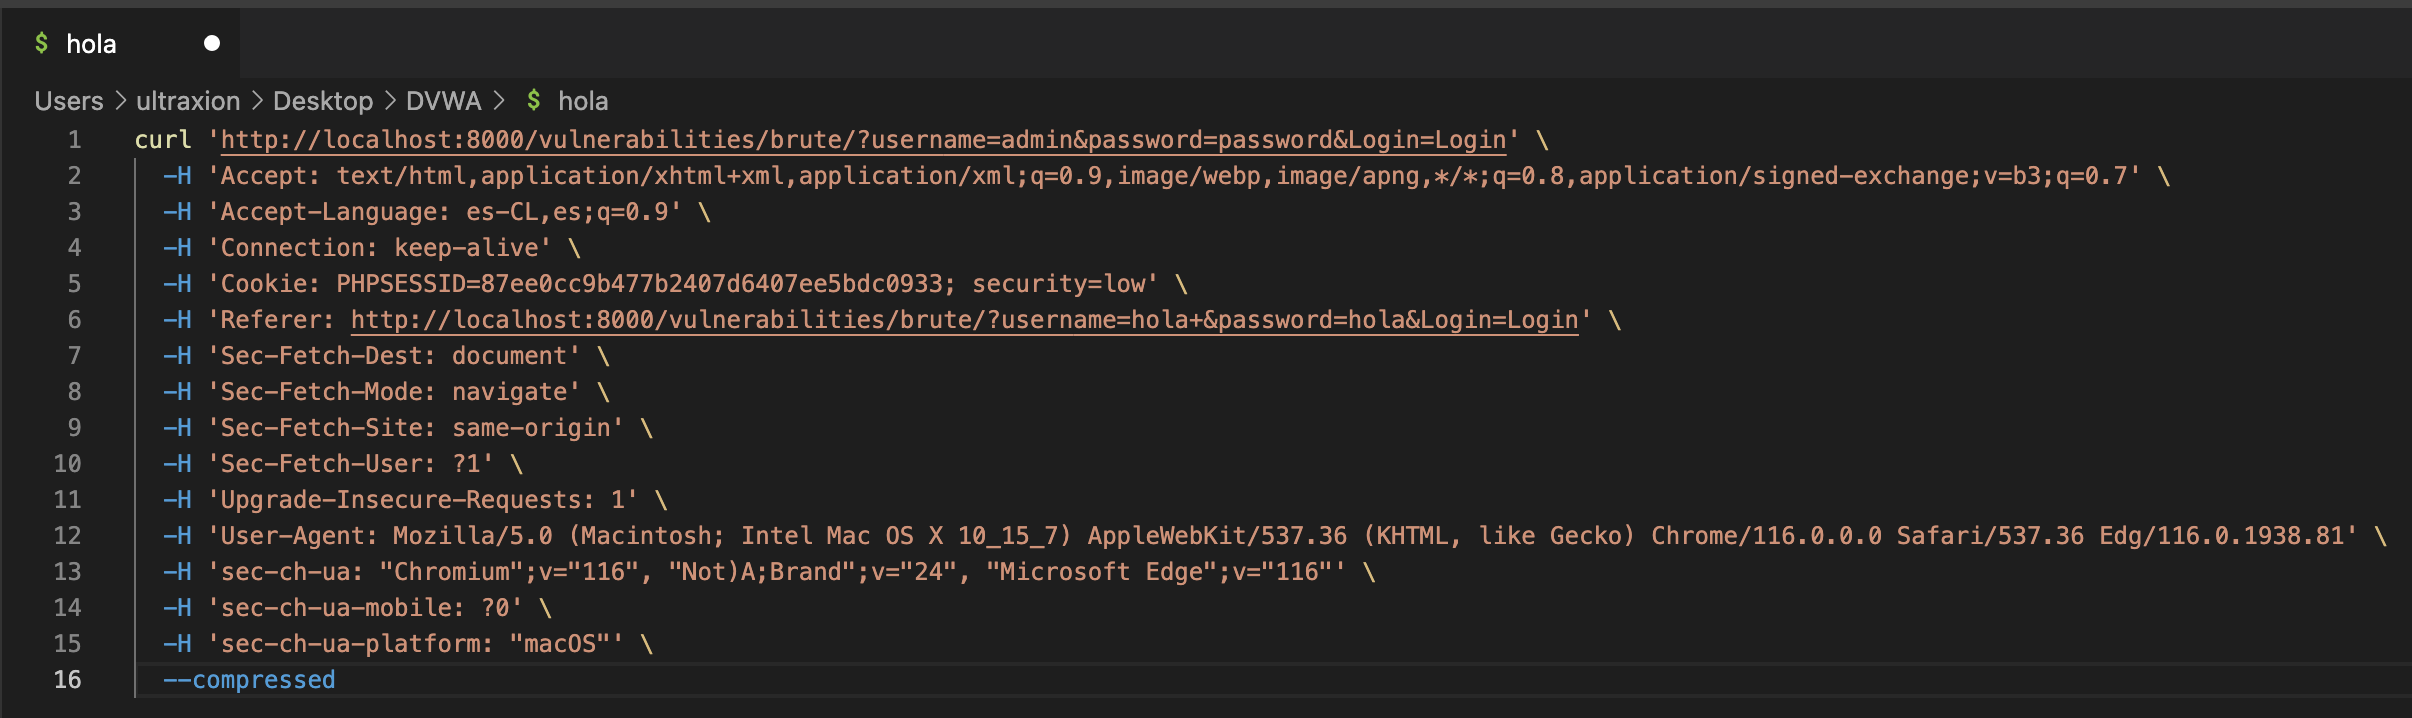 $ hola
Users > ultraxion > Desktop > DVWA > $ hola
1 curl 'http://localhost:8000/vulnerabilities/brute/?username=admin&password=password&Login=Login' \
2 -H 'Accept: text/html,application/xhtml+xml,application/xml;q=0.9,image/webp,image/apng,*/*;q=0.8,application/signed-exchange;v=b3;q=0.7' \
3 -H 'Accept-Language: es-CL,es;q=0.9' \
4 -H 'Connection: keep-alive' \
5 -H 'Cookie: PHPSESSID=87ee0cc9b477b2407d6407ee5bdc0933; security=low' \
6 -H 'Referer: http://localhost:8000/vulnerabilities/brute/?username=hola+&password=hola&Login=Login' \
7 -H 'Sec-Fetch-Dest: document' \
8 -H 'Sec-Fetch-Mode: navigate' \
9 -H 'Sec-Fetch-Site: same-origin' \
10 -H 'Sec-Fetch-User: ?1' \
11 -H 'Upgrade-Insecure-Requests: 1' \
12 -H 'User-Agent: Mozilla/5.0 (Macintosh; Intel Mac OS X 10_15_7) AppleWebKit/537.36 (KHTML, like Gecko) Chrome/116.0.0.0 Safari/537.36 Edg/116.0.1938.81' \
13 -H 'sec-ch-ua: "Chromium";v="116", "Not)A;Brand";v="24", "Microsoft Edge";v="116"' \
14 -H 'sec-ch-ua-mobile: ?0' \
15 -H 'sec-ch-ua-platform: "macOS"' \
16 --compressed